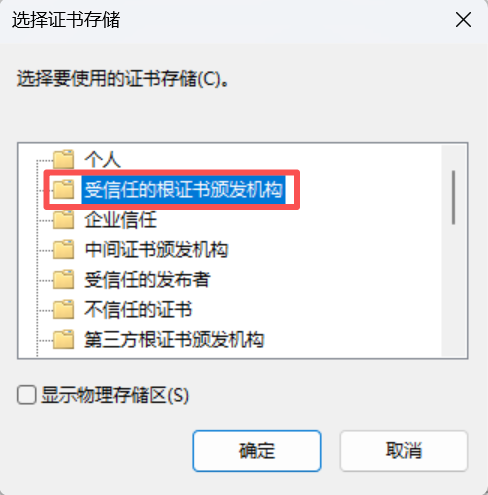 选择证书存储
选择要使用的证书存储(C)。
个人
受信任的根证书颁发机构
企业信任
中间证书颁发机构
受信任的发布者
不信任的证书
第三方根证书颁发机构
显示物理存储区(S)
确定
取消